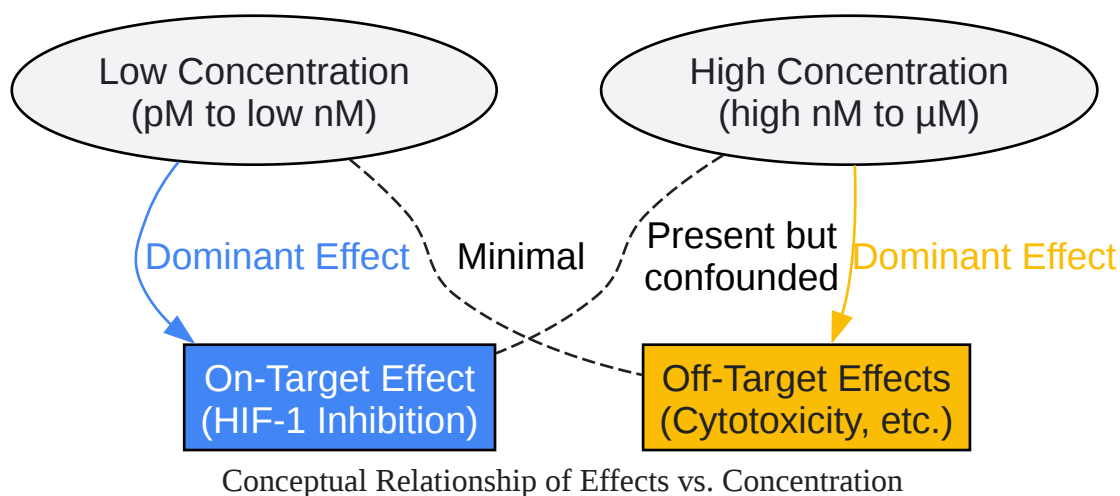 Low Concentration
(pM to low nM)
High Concentration
(high nM to µM)
Dominant Effect
Minimal
Present but
confounded
Dominant Effect
On-Target Effect
(HIF-1 Inhibition)
Off-Target Effects
(Cytotoxicity, etc.)
Conceptual Relationship of Effects vs. Concentration